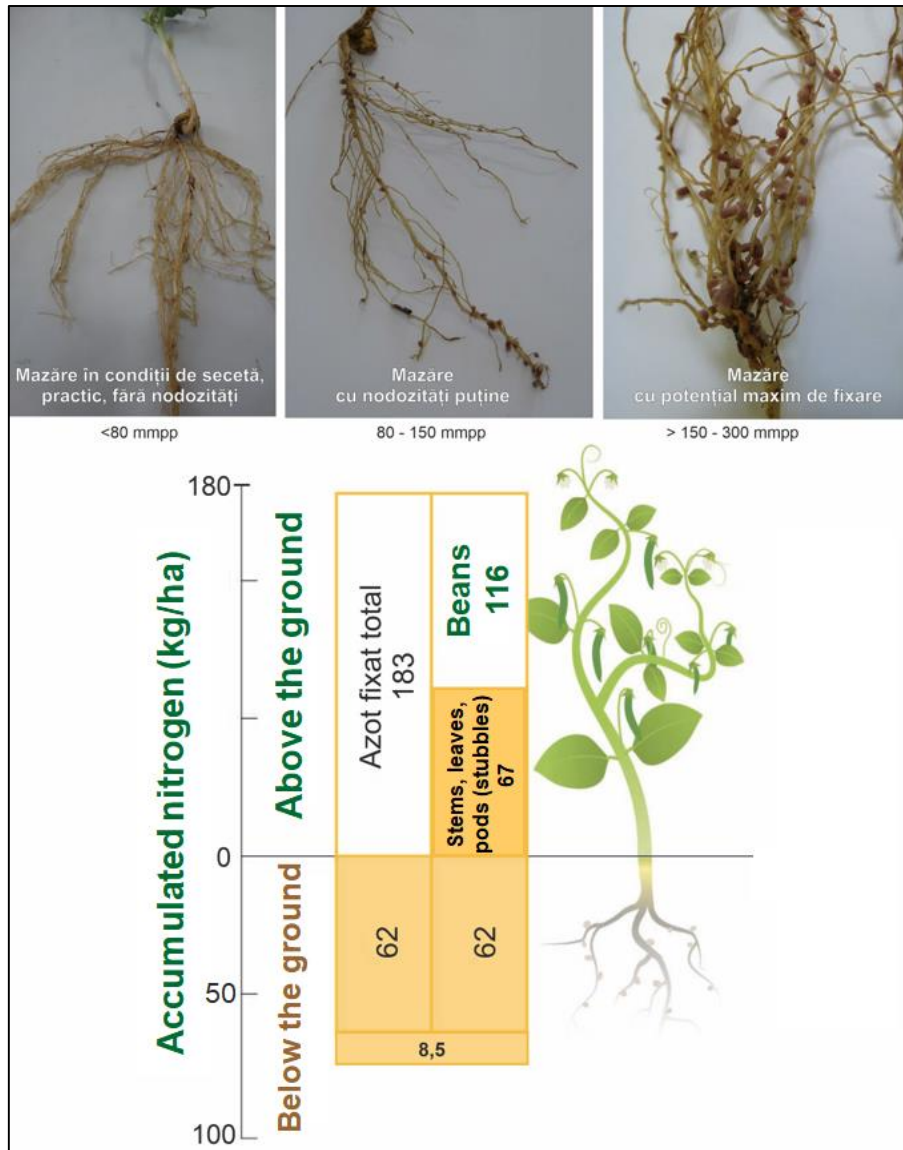 Mazăre în condiții de secetă,
practic, fără nodozități
Mazăre
cu nodozități puține
Mazăre
cu potențial maxim de fixare
<80 mmpp
80 - 150 mmpp
> 150 - 300 mmpp
Accumulated nitrogen (kg/ha)
180
0
50
100
Above the ground
Below the ground
Azot fixat total
183
Beans
116
Stems, leaves,
pods (stubbles)
67
62
62
8,5